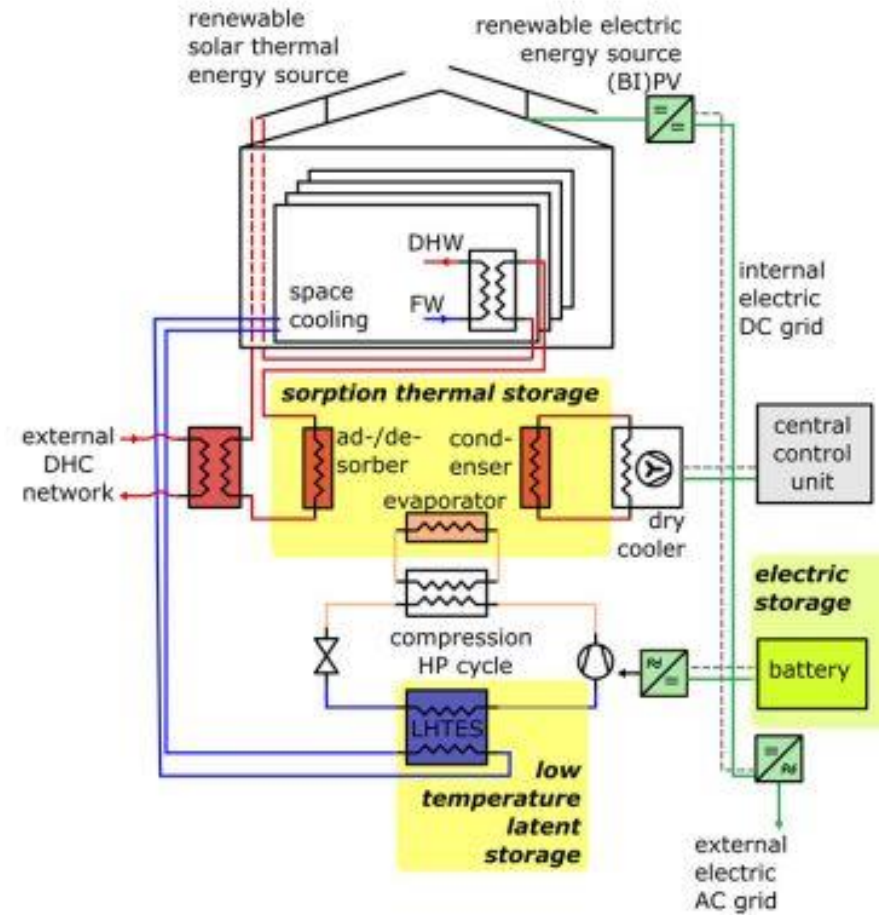 renewable
solar thermal
energy source
renewable electric
energy source
(BI)PV
DHW
FW
space
cooling
internal
electric
DC grid
sorption thermal storage
external
DHC
network
ad-/de-
sorber
cond-
enser
evaporator
dry
cooler
central
control
unit
compression
HP cycle
electric
storage
battery
LHTES
low
temperature
latent
storage
external
electric
AC grid